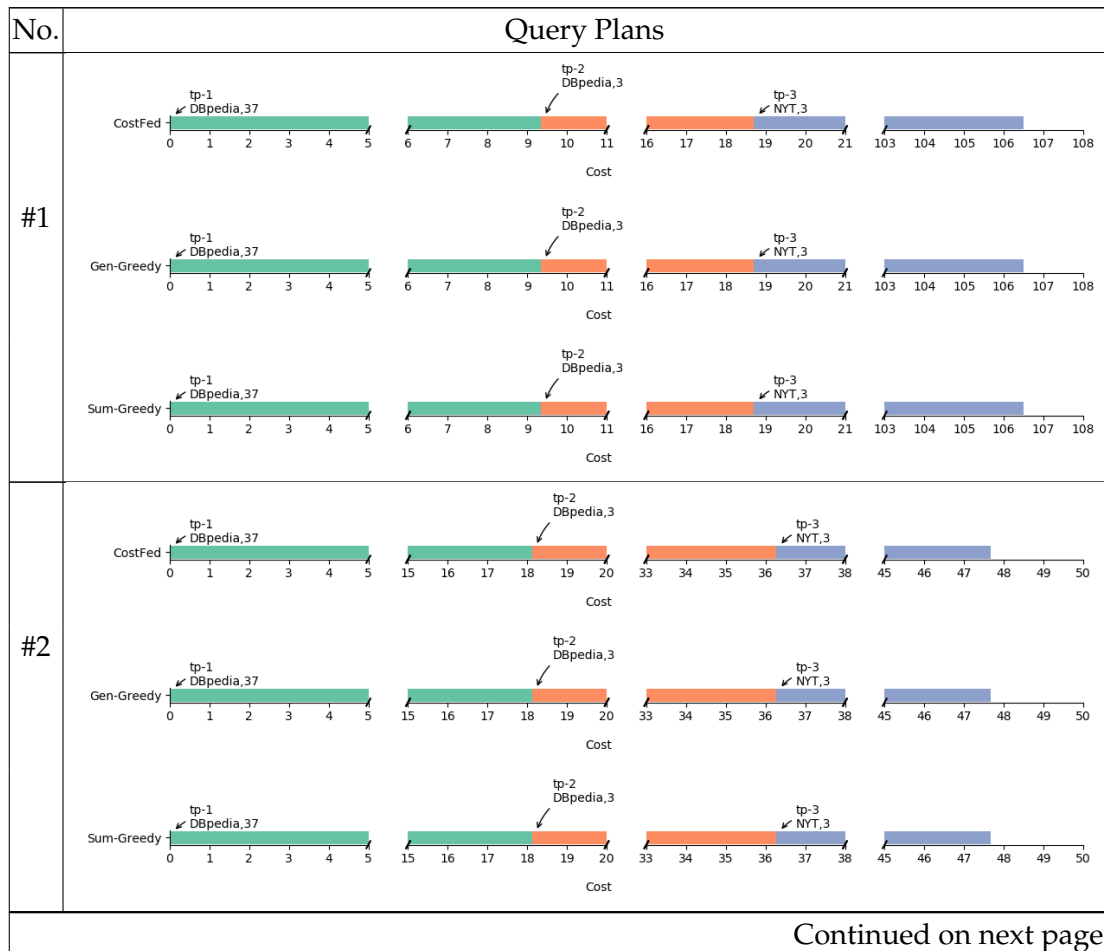 No. Query Plans
tp-2
DBpedia,3
tp-1
DBpedia,37
tp-3
NYT,3
CostFed
0 1 2 3 4 5 6 7 8 9 10 11 16 17 18 19 20 21 103 104 105 106 107 108
Cost
#1
tp-2
DBpedia,3
tp-1
DBpedia,37
tp-3
NYT,3
Gen-Greedy
0 1 2 3 4 5 6 7 8 9 10 11 16 17 18 19 20 21 103 104 105 106 107 108
Cost
tp-2
DBpedia,3
tp-1
DBpedia,37
tp-3
NYT,3
Sum-Greedy
0 1 2 3 4 5 6 7 8 9 10 11 16 17 18 19 20 21 103 104 105 106 107 108
Cost
tp-2
DBpedia,3
tp-1
DBpedia,37
tp-3
NYT,3
CostFed
0 1 2 3 4 5 15 16 17 18 19 20 33 34 35 36 37 38 45 46 47 48 49 50
Cost
#2
tp-2
DBpedia,3
tp-1
DBpedia,37
tp-3
NYT,3
Gen-Greedy
0 1 2 3 4 5 15 16 17 18 19 20 33 34 35 36 37 38 45 46 47 48 49 50
Cost
tp-2
DBpedia,3
tp-1
DBpedia,37
tp-3
NYT,3
Sum-Greedy
0 1 2 3 4 5 15 16 17 18 19 20 33 34 35 36 37 38 45 46 47 48 49 50
Cost
Continued on next page